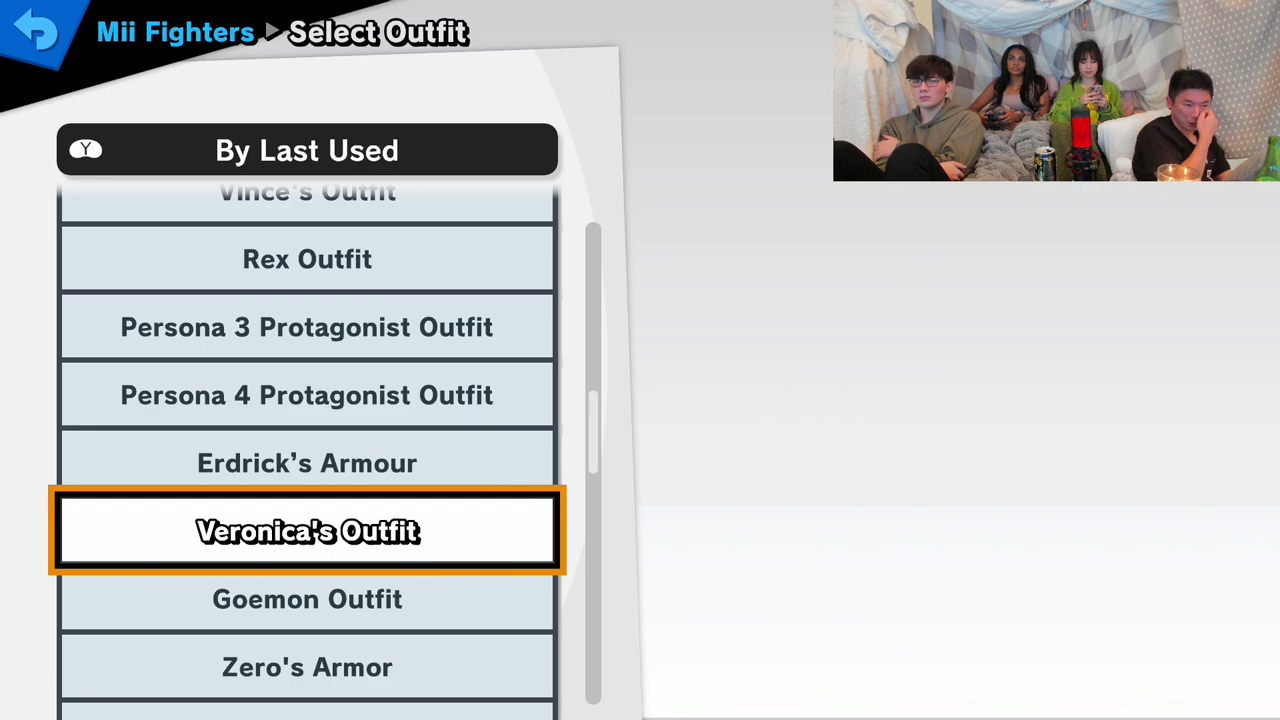 Mii Fighters ▶ Select Outfit
Y By Last Used
Vince's Outfit
Rex Outfit
Persona 3 Protagonist Outfit
Persona 4 Protagonist Outfit
Erdrick’s Armour
Veronica's Outfit
Goemon Outfit
Zero's Armor